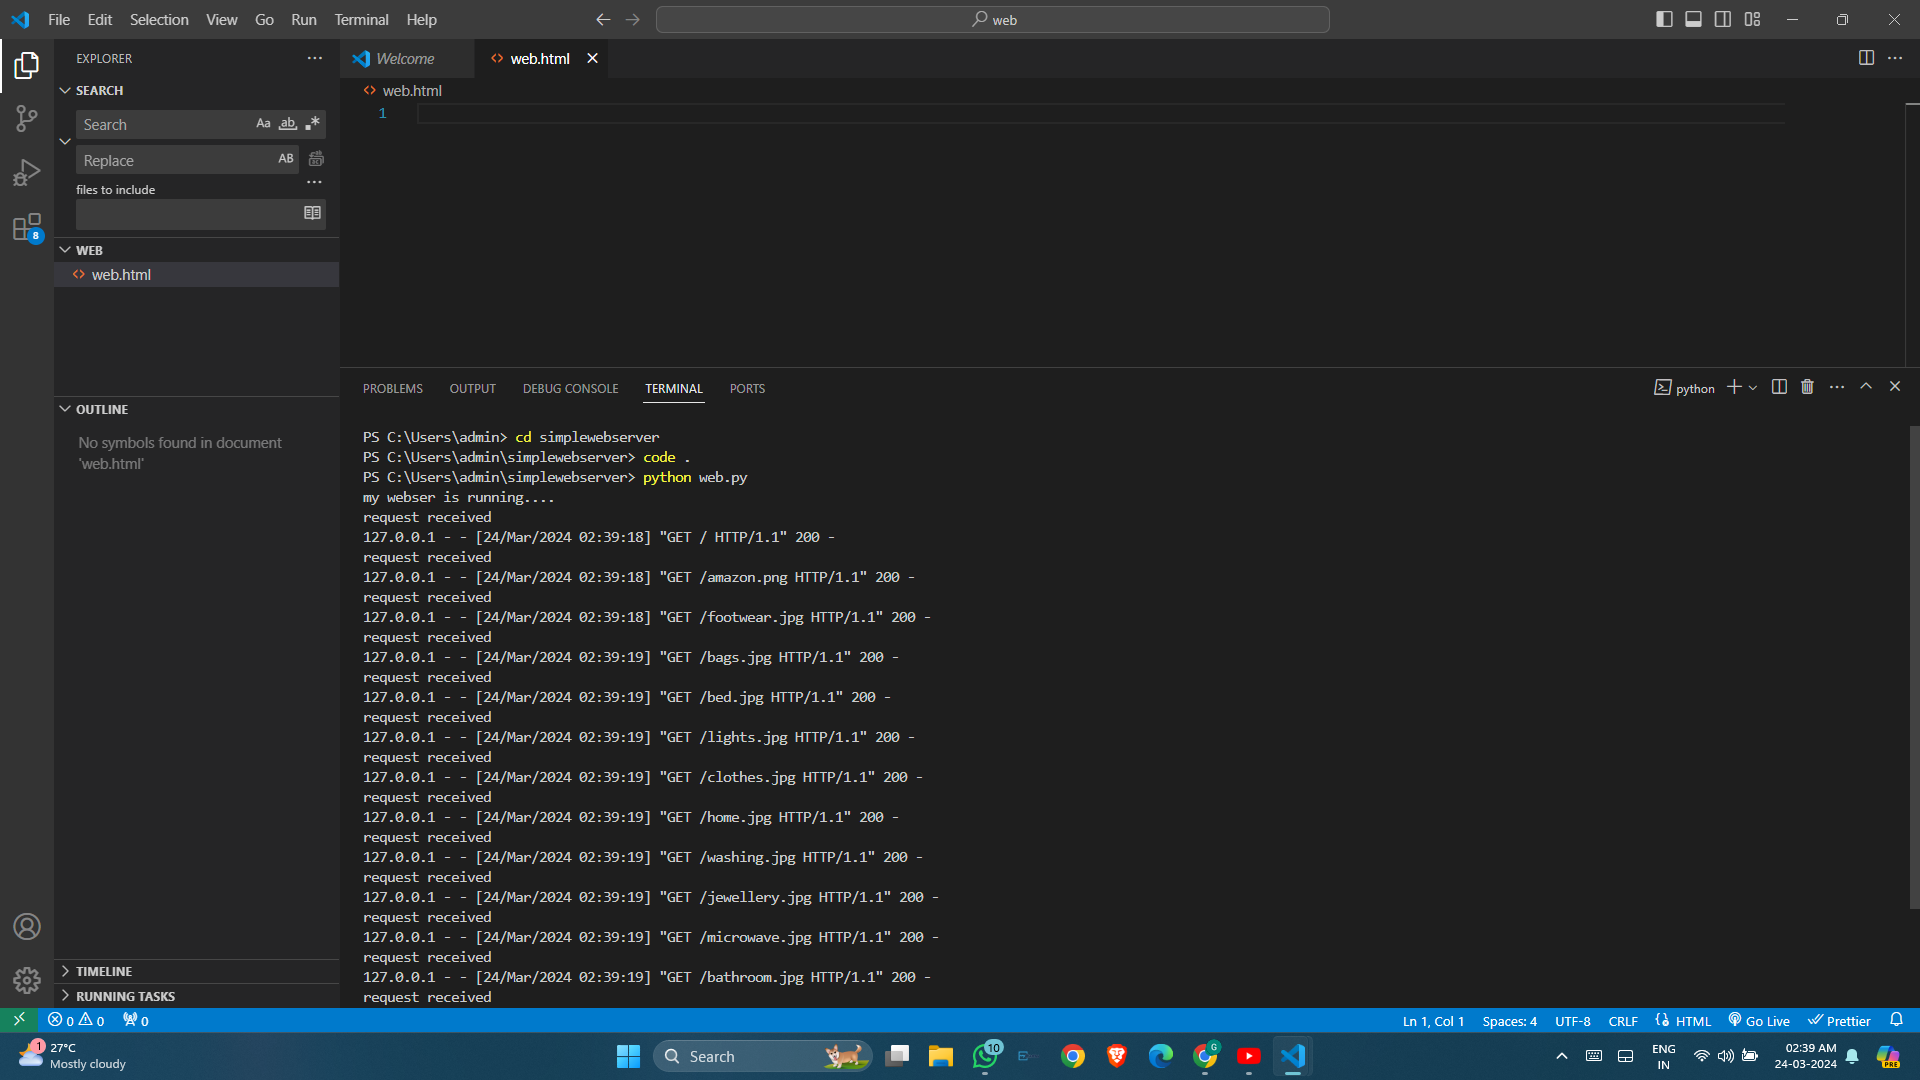 File Edit Selection View Go Run Terminal Help
web
EXPLORER
SEARCH
Search
Aa ab
Replace
AB
files to include
WEB
web.html
OUTLINE
No symbols found in document
'web.html'
TIMELINE
RUNNING TASKS
8
Welcome
web.html
web.html
1
PROBLEMS OUTPUT DEBUG CONSOLE TERMINAL PORTS
python
PS C:\Users\admin> cd simplewebserver
PS C:\Users\admin\simplewebserver> code .
PS C:\Users\admin\simplewebserver> python web.py
my webser is running....
request received
127.0.0.1 - - [24/Mar/2024 02:39:18] "GET / HTTP/1.1" 200 -
request received
127.0.0.1 - - [24/Mar/2024 02:39:18] "GET /amazon.png HTTP/1.1" 200 -
request received
127.0.0.1 - - [24/Mar/2024 02:39:18] "GET /footwear.jpg HTTP/1.1" 200 -
request received
127.0.0.1 - - [24/Mar/2024 02:39:19] "GET /bags.jpg HTTP/1.1" 200 -
request received
127.0.0.1 - - [24/Mar/2024 02:39:19] "GET /bed.jpg HTTP/1.1" 200 -
request received
127.0.0.1 - - [24/Mar/2024 02:39:19] "GET /lights.jpg HTTP/1.1" 200 -
request received
127.0.0.1 - - [24/Mar/2024 02:39:19] "GET /clothes.jpg HTTP/1.1" 200 -
request received
127.0.0.1 - - [24/Mar/2024 02:39:19] "GET /home.jpg HTTP/1.1" 200 -
request received
127.0.0.1 - - [24/Mar/2024 02:39:19] "GET /washing.jpg HTTP/1.1" 200 -
request received
127.0.0.1 - - [24/Mar/2024 02:39:19] "GET /jewellery.jpg HTTP/1.1" 200 -
request received
127.0.0.1 - - [24/Mar/2024 02:39:19] "GET /microwave.jpg HTTP/1.1" 200 -
request received
127.0.0.1 - - [24/Mar/2024 02:39:19] "GET /bathroom.jpg HTTP/1.1" 200 -
request received
0 0 0
Ln 1, Col 1 Spaces: 4 UTF-8 CRLF HTML Go Live Prettier
1
27°C
Mostly cloudy
Search
10
G
ENG
IN
02:39 AM
24-03-2024
PRE